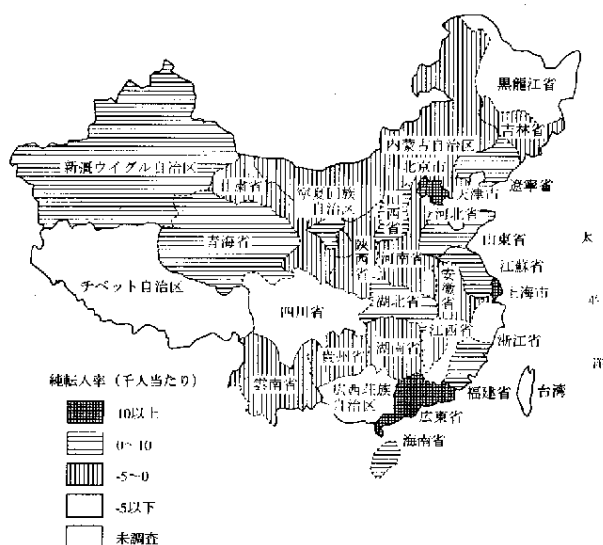 黒龍江省
吉林省
内蒙古自治区
北京市
遼寧省
天津市
新疆ウイグル自治区
甘粛省
寧夏回族
自治区
西省
河北省
山東省
青海省
陝西省
河南省
太
江蘇省
安徽省
上海市
チベット自治区
平
四川省
湖北省
浙江省
江西省
湖南省
洋
貴州省
雲南省
広西荘族
自治区
福建省
台湾
広東省
海南省
純転入率(千人当たり)
10以上
0~10
-5~0
-5以下
未調査